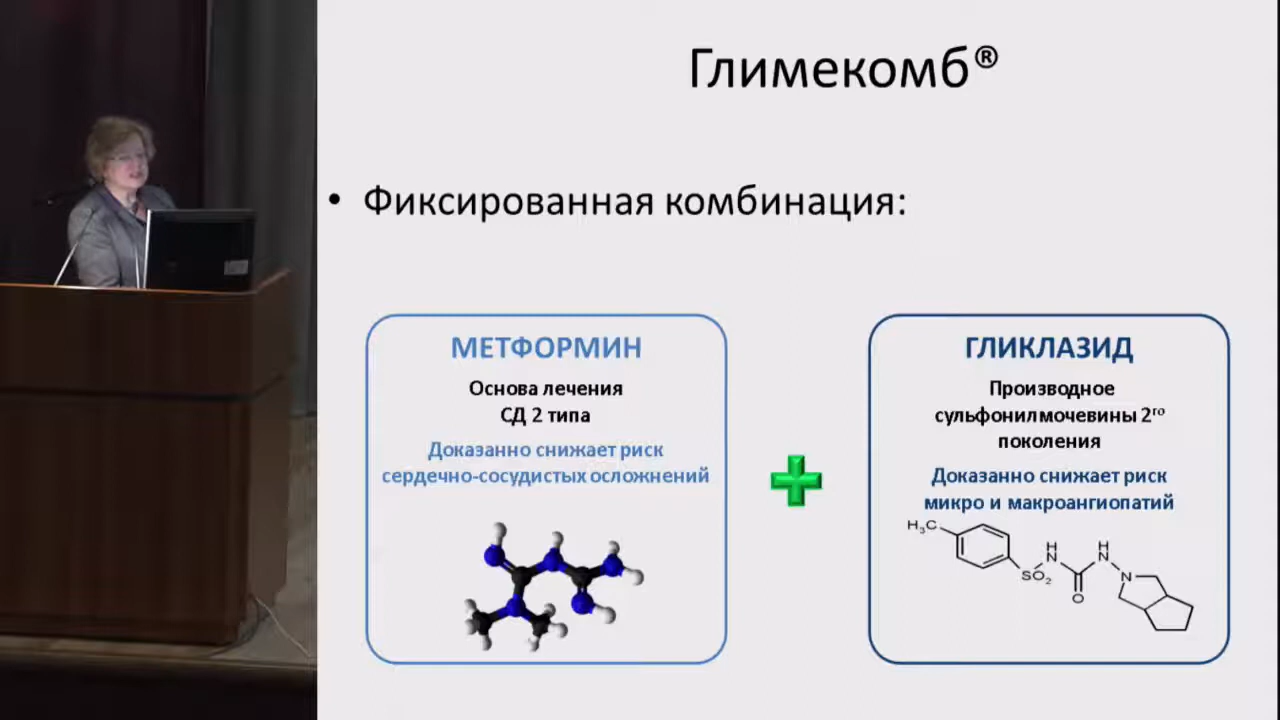 Глимекомб®
• Фиксированная комбинация:
МЕТФОРМИН
Основа лечения
СД 2 типа
Доказанно снижает риск
сердечно-сосудистых осложнений
ГЛИКЛАЗИД
Производное
сульфонилмочевины 2го
поколения
Доказанно снижает риск
микро и макроангиопатий
H3C
SO2
H
N
O
H
N
N